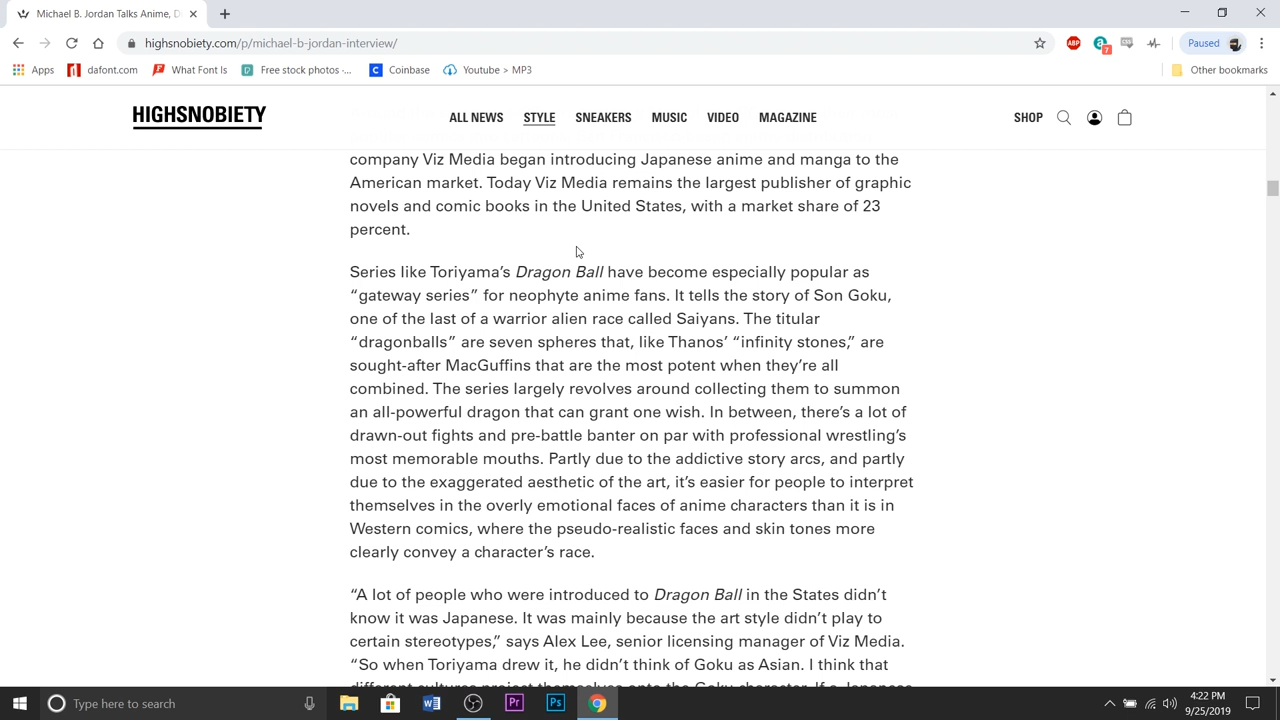 Michael B. Jordan Talks Anime, D
highsnobiety.com/p/michael-b-jordan-interview/
7
Paused
Apps
dafont.com
What Font Is
Free stock photos -...
Coinbase
Youtube > MP3
Other bookmarks
HIGHSNOBIETY
ALL NEWS STYLE SNEAKERS MUSIC VIDEO MAGAZINE
SHOP
company Viz Media began introducing Japanese anime and manga to the
American market. Today Viz Media remains the largest publisher of graphic
novels and comic books in the United States, with a market share of 23
percent.
Series like Toriyama’s Dragon Ball have become especially popular as
“gateway series” for neophyte anime fans. It tells the story of Son Goku,
one of the last of a warrior alien race called Saiyans. The titular
“dragonballs” are seven spheres that, like Thanos’ “infinity stones,” are
sought-after MacGuffins that are the most potent when they’re all
combined. The series largely revolves around collecting them to summon
an all-powerful dragon that can grant one wish. In between, there’s a lot of
drawn-out fights and pre-battle banter on par with professional wrestling’s
most memorable mouths. Partly due to the addictive story arcs, and partly
due to the exaggerated aesthetic of the art, it’s easier for people to interpret
themselves in the overly emotional faces of anime characters than it is in
Western comics, where the pseudo-realistic faces and skin tones more
clearly convey a character’s race.
“A lot of people who were introduced to Dragon Ball in the States didn’t
know it was Japanese. It was mainly because the art style didn’t play to
certain stereotypes,” says Alex Lee, senior licensing manager of Viz Media.
“So when Toriyama drew it, he didn’t think of Goku as Asian. I think that
different cultures project themselves onto the Goku character. If a Japanese
Type here to search
4:22 PM
9/25/2019